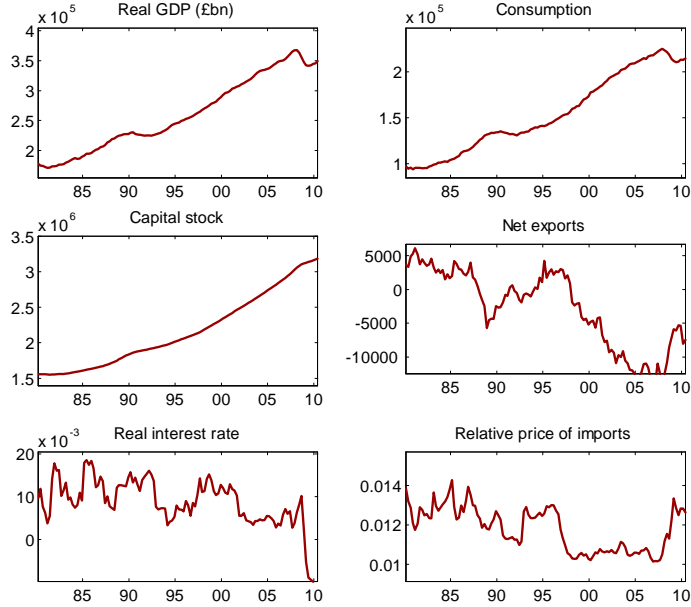 Real GDP (£bn)
x 10^5
4
3.5
3
2.5
2
85 90 95 00 05 10
Consumption
x 10^5
2
1.5
1
85 90 95 00 05 10
Capital stock
x 10^6
3.5
3
2.5
2
1.5
85 90 95 00 05 10
Net exports
5000
0
-5000
-10000
85 90 95 00 05 10
Real interest rate
x 10^-3
20
10
0
85 90 95 00 05 10
Relative price of imports
0.014
0.012
0.01
85 90 95 00 05 10